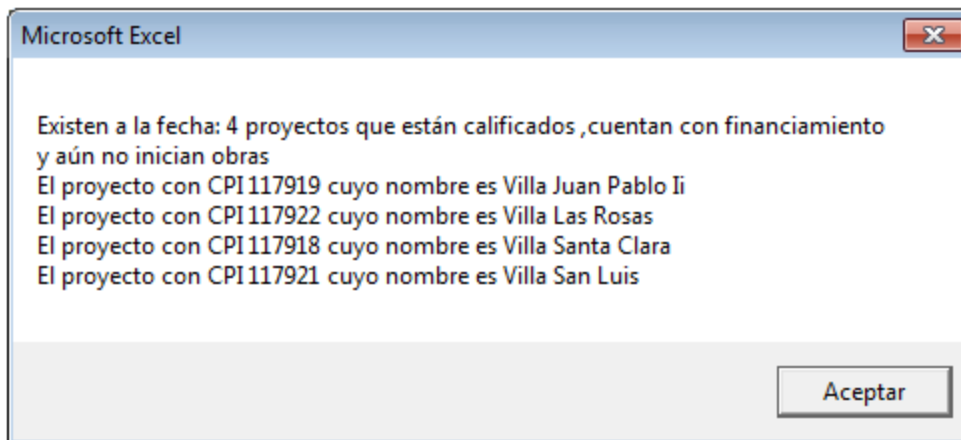 Microsoft Excel
Existen a la fecha: 4 proyectos que están calificados ,cuentan con financiamiento
y aún no inician obras
El proyecto con CPI 117919 cuyo nombre es Villa Juan Pablo Ii
El proyecto con CPI 117922 cuyo nombre es Villa Las Rosas
El proyecto con CPI 117918 cuyo nombre es Villa Santa Clara
El proyecto con CPI 117921 cuyo nombre es Villa San Luis
Aceptar